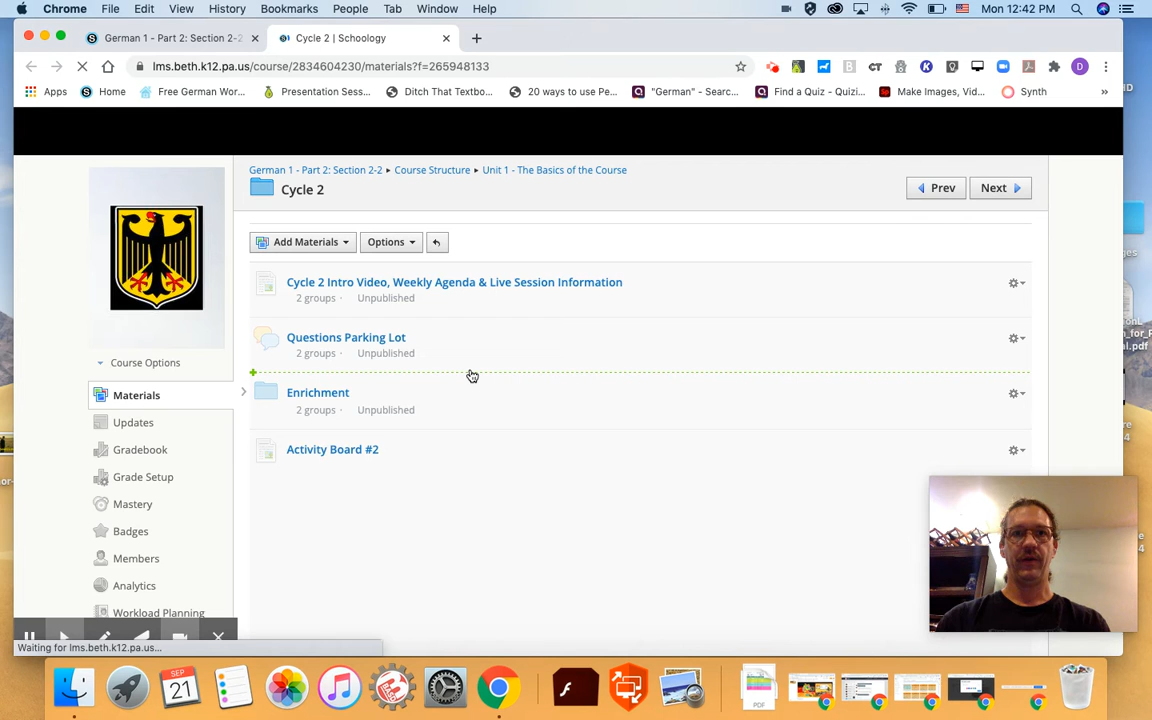 Chrome File Edit View History Bookmarks People Tab Window Help Mon 12:42 PM
German 1 - Part 2: Section 2-2 Cycle 2 | Schoology
lms.beth.k12.pa.us/course/2834604230/materials?f=265948133
Apps Home Free German Wor... Presentation Sess... Ditch That Textbo... 20 ways to use Pe... "German" - Searc... Find a Quiz - Quizi... Make Images, Vid... Synth
German 1 - Part 2: Section 2-2 Course Structure Unit 1 - The Basics of the Course
Cycle 2
Prev Next
Add Materials Options
Cycle 2 Intro Video, Weekly Agenda & Live Session Information
2 groups · Unpublished
Questions Parking Lot
2 groups · Unpublished
Enrichment
2 groups · Unpublished
Activity Board #2
Course Options
Materials
Updates
Gradebook
Grade Setup
Mastery
Badges
Members
Analytics
Workload Planning
Waiting for lms.beth.k12.pa.us...
SEP
21
PDF